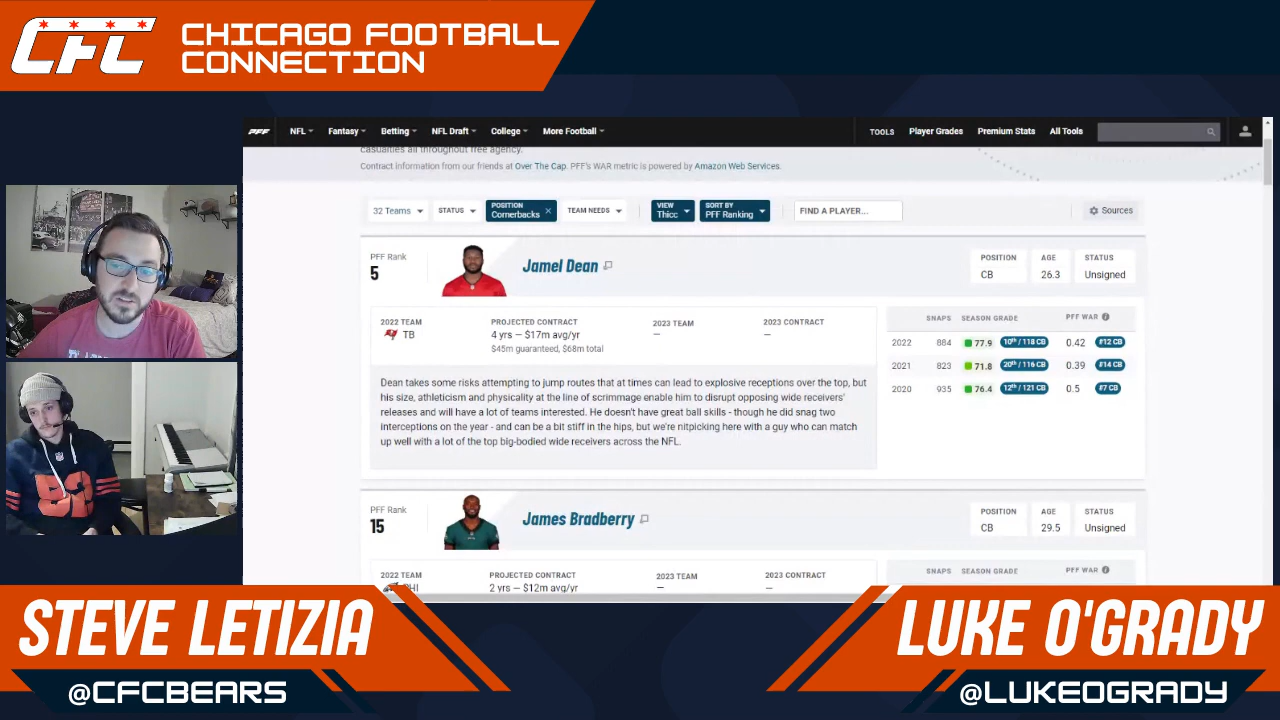 CFC
CHICAGO FOOTBALL
CONNECTION
PFF NFL Fantasy Betting NFL Draft College More Football TOOLS Player Grades Premium Stats All Tools
casualties all throughout free agency.
Contract information from our friends at Over The Cap. PFF's WAR metric is powered by Amazon Web Services.
32 Teams STATUS POSITION Cornerbacks × TEAM NEEDS VIEW Thicc SORT BY PFF Ranking FIND A PLAYER... Sources
PFF Rank
5
Jamel Dean
POSITION AGE STATUS
CB 26.3 Unsigned
2022 TEAM PROJECTED CONTRACT 2023 TEAM 2023 CONTRACT
TB 4 yrs — $17m avg/yr — —
$45m guaranteed, $68m total
SNAPS SEASON GRADE PFF WAR
2022 884 77.9 10th / 118 CB 0.42 #12 CB
2021 823 71.8 20th / 116 CB 0.39 #14 CB
2020 935 76.4 12th / 121 CB 0.5 #7 CB
Dean takes some risks attempting to jump routes that at times can lead to explosive receptions over the top, but
his size, athleticism and physicality at the line of scrimmage enable him to disrupt opposing wide receivers'
releases and will have a lot of teams interested. He doesn't have great ball skills - though he did snag two
interceptions on the year - and can be a bit stiff in the hips, but we're nitpicking here with a guy who can match
up well with a lot of the top big-bodied wide receivers across the NFL.
PFF Rank
15
James Bradberry
POSITION AGE STATUS
CB 29.5 Unsigned
2022 TEAM PROJECTED CONTRACT 2023 TEAM 2023 CONTRACT
PHI 2 yrs — $12m avg/yr — —
SNAPS SEASON GRADE PFF WAR
STEVE LETIZIA
@CFCBEARS
LUKE O'GRADY
@LUKEOGRADY